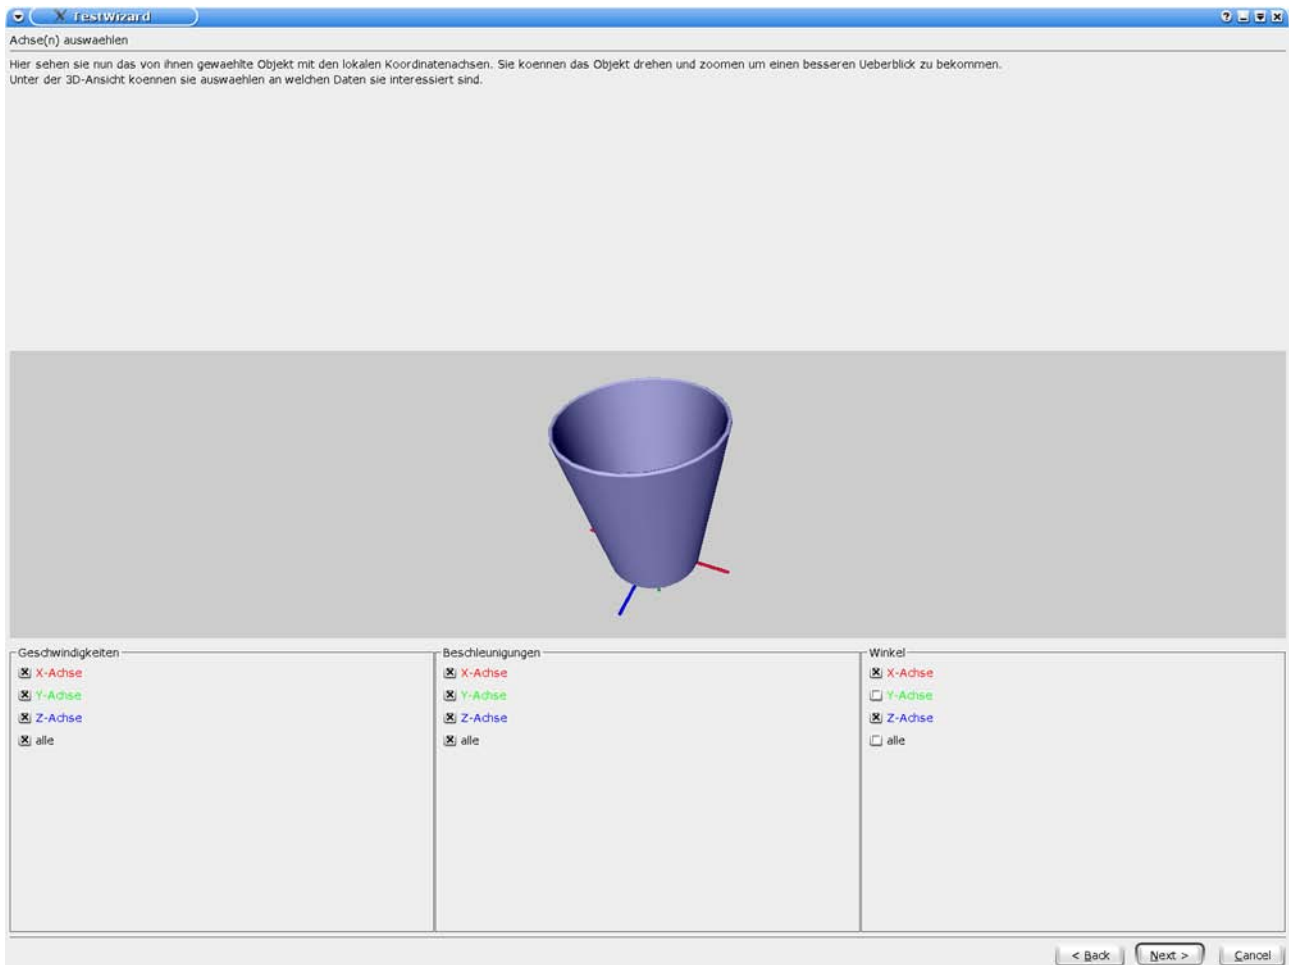 TestWizard
Achse(n) auswaehlen
Hier sehen sie nun das von ihnen gewaehlte Objekt mit den lokalen Koordinatenachsen. Sie koennen das Objekt drehen und zoomen um einen besseren Ueberblick zu bekommen.
Unter der 3D-Ansicht koennen sie auswaehlen an welchen Daten sie interessiert sind.
Geschwindigkeiten
X-Achse
Y-Achse
Z-Achse
alle
Beschleunigungen
X-Achse
Y-Achse
Z-Achse
alle
Winkel
X-Achse
Y-Achse
Z-Achse
alle
< Back
Next >
Cancel